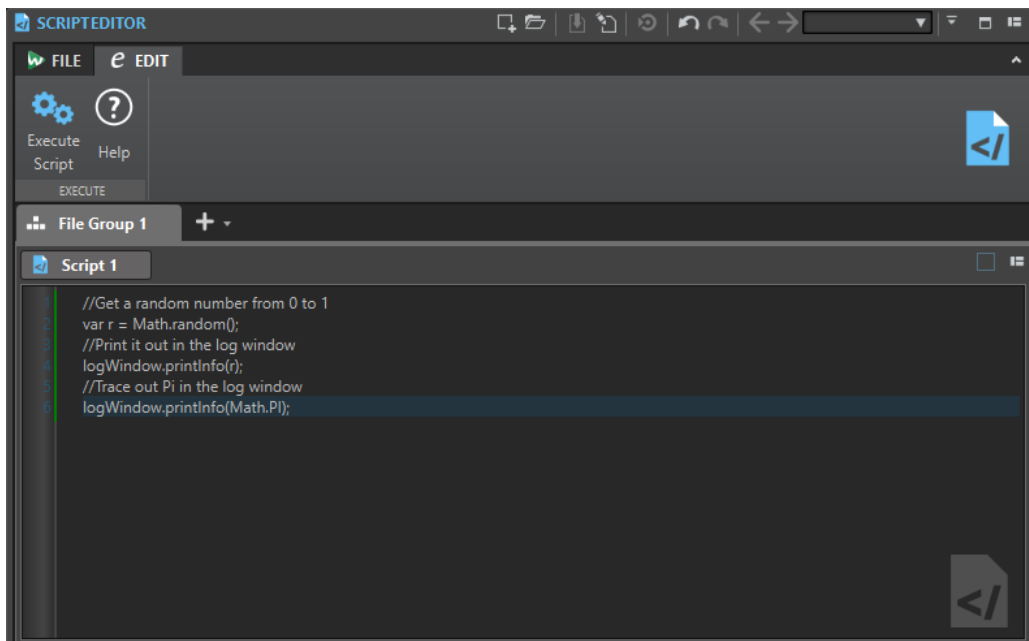 SCRIPTEDITOR
FILE
EDIT
Execute
Script
Help
EXECUTE
File Group 1
Script 1
1 //Get a random number from 0 to 1
2 var r = Math.random();
3 //Print it out in the log window
4 logWindow.printInfo(r);
5 //Trace out Pi in the log window
6 logWindow.printInfo(Math.PI);